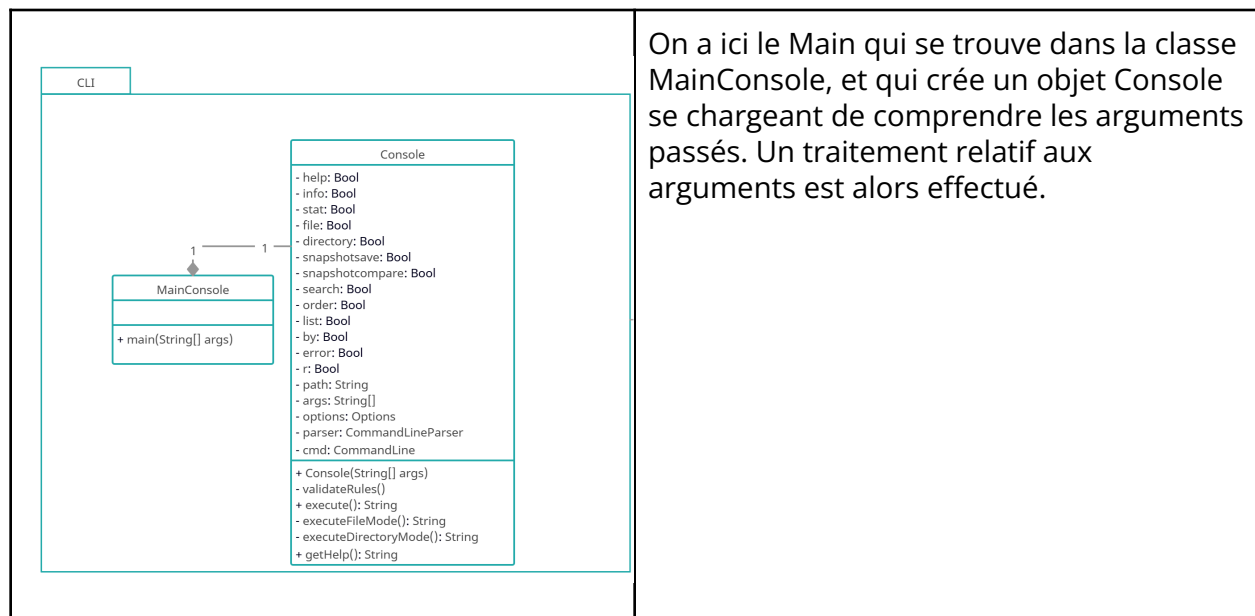 CLI
Console
- help: Bool
- info: Bool
- stat: Bool
- file: Bool
- directory: Bool
- snapshotsave: Bool
- snapshotcompare: Bool
- search: Bool
- order: Bool
- list: Bool
- by: Bool
- error: Bool
- r: Bool
- path: String
- args: String[]
- options: Options
- parser: CommandLineParser
- cmd: CommandLine
+ Console(String[] args)
- validateRules()
+ execute(): String
- executeFileMode(): String
- executeDirectoryMode(): String
+ getHelp(): String
1
1
MainConsole
+ main(String[] args)
On a ici le Main qui se trouve dans la classe
MainConsole, et qui crée un objet Console
se chargeant de comprendre les arguments
passés. Un traitement relatif aux
arguments est alors effectué.